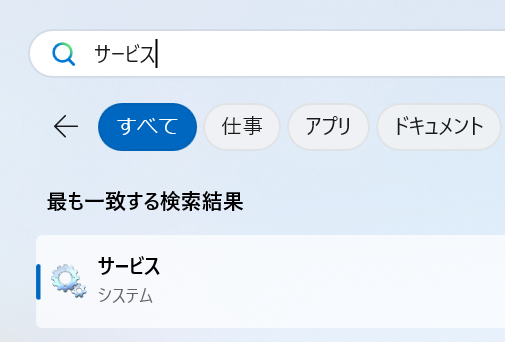 サービス
すべて 仕事 アプリ ドキュメント
最も一致する検索結果
サービス
システム